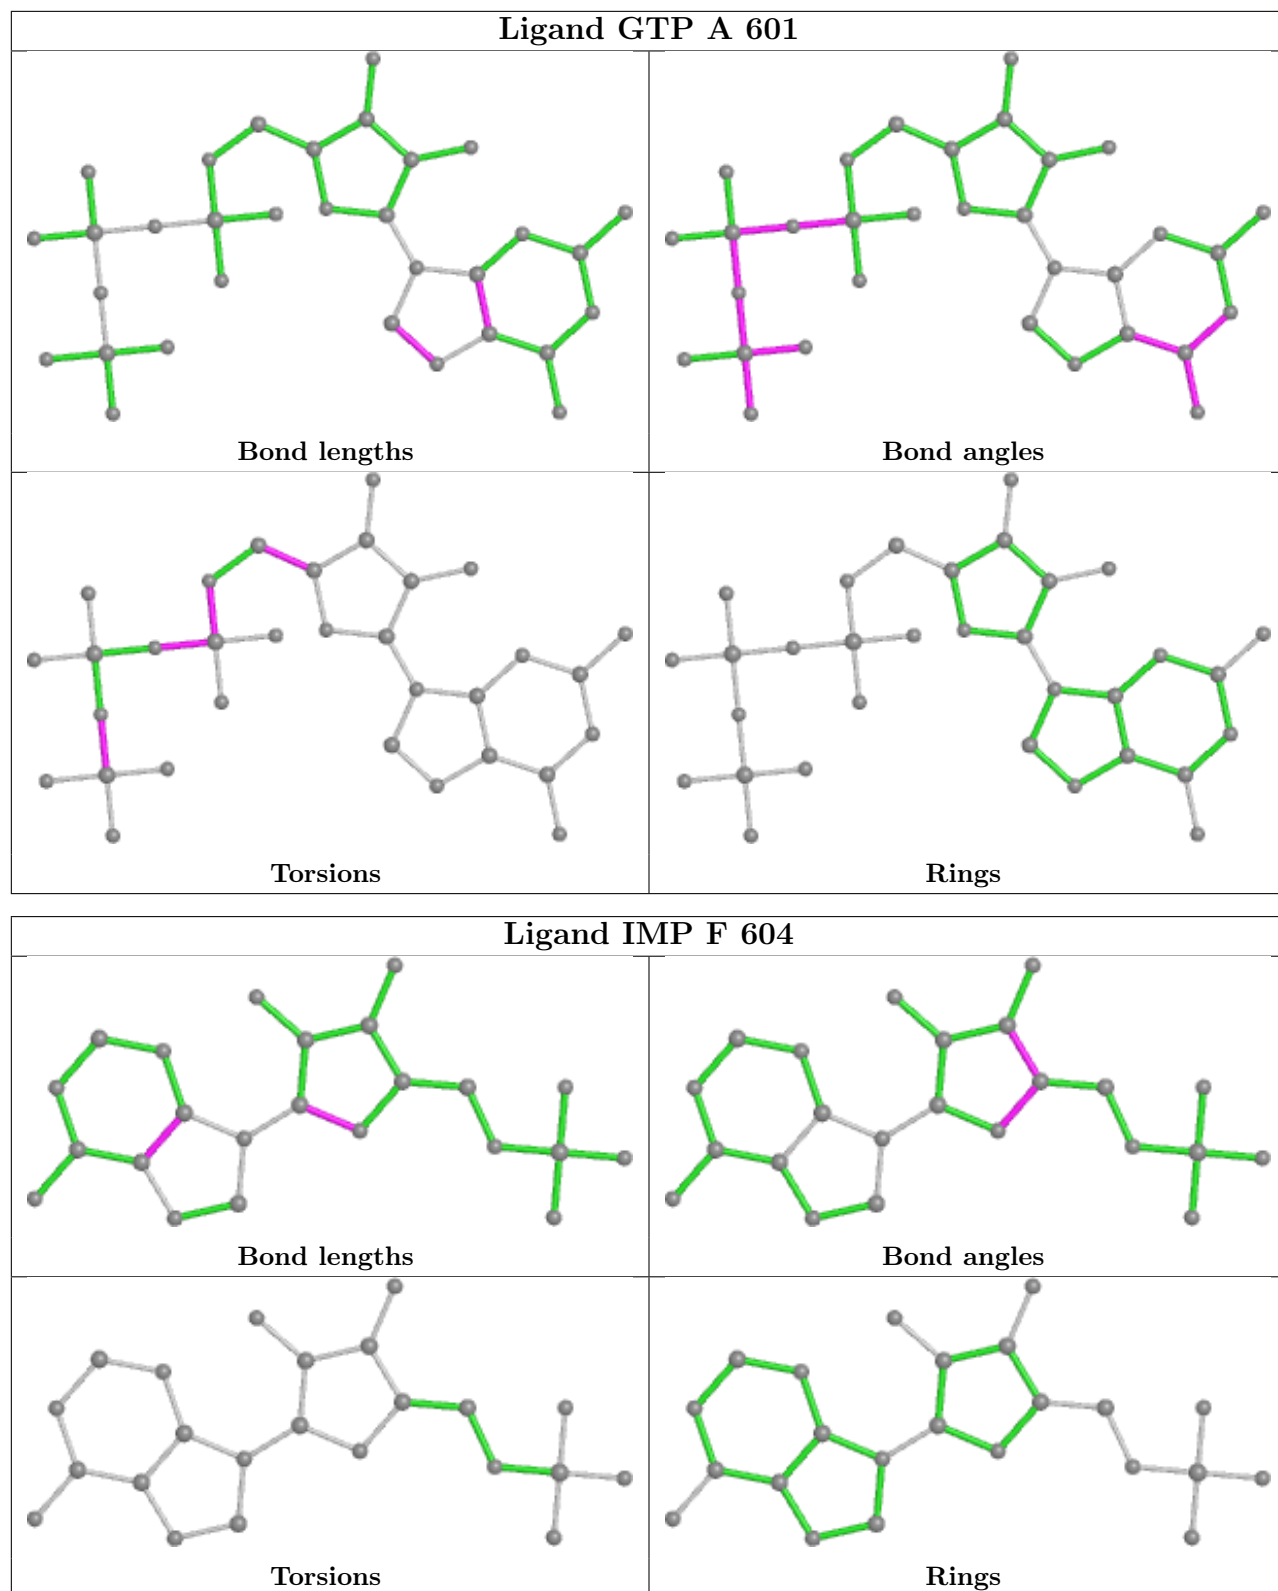 Ligand GTP A 601
Bond lengths
Bond angles
Torsions
Rings
Ligand IMP F 604
Bond lengths
Bond angles
Torsions
Rings